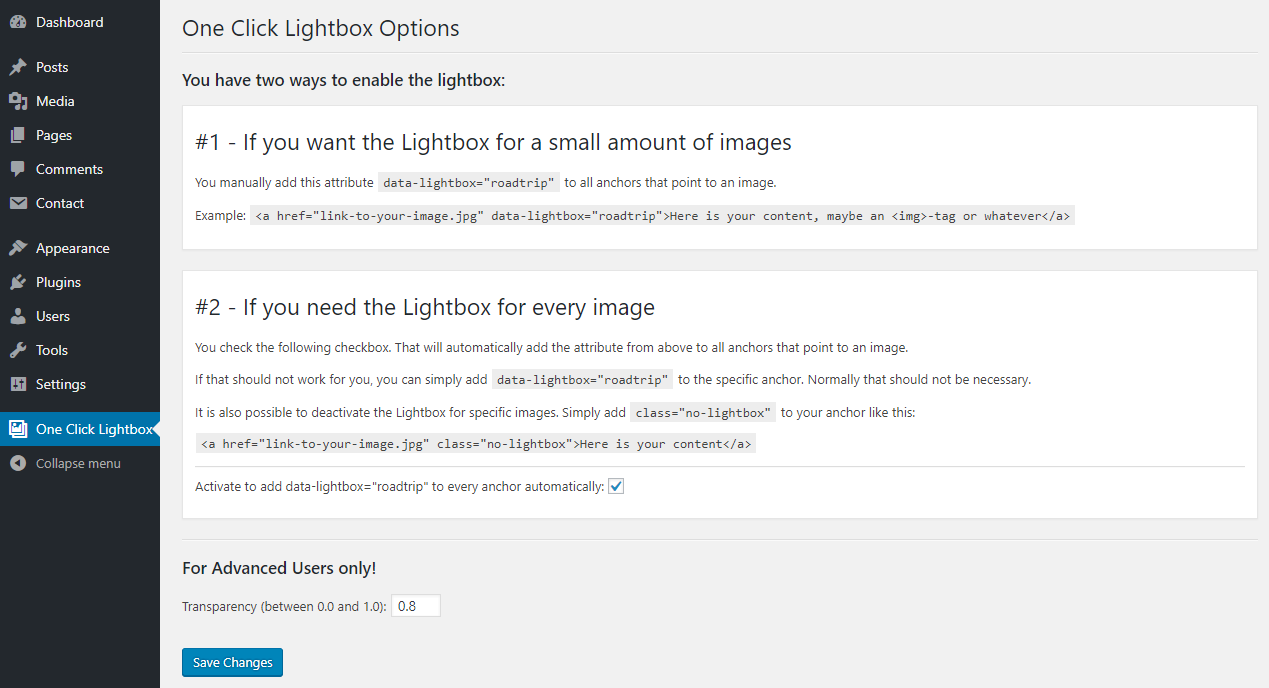 Dashboard
Posts
Media
Pages
Comments
Contact
Appearance
Plugins
Users
Tools
Settings
One Click Lightbox
Collapse menu
One Click Lightbox Options
You have two ways to enable the lightbox:
#1 - If you want the Lightbox for a small amount of images
You manually add this attribute data-lightbox="roadtrip" to all anchors that point to an image.
Example: <a href="link-to-your-image.jpg" data-lightbox="roadtrip">Here is your content, maybe an <img>-tag or whatever</a>
#2 - If you need the Lightbox for every image
You check the following checkbox. That will automatically add the attribute from above to all anchors that point to an image.
If that should not work for you, you can simply add data-lightbox="roadtrip" to the specific anchor. Normally that should not be necessary.
It is also possible to deactivate the Lightbox for specific images. Simply add class="no-lightbox" to your anchor like this:
<a href="link-to-your-image.jpg" class="no-lightbox">Here is your content</a>
Activate to add data-lightbox="roadtrip" to every anchor automatically:
For Advanced Users only!
Transparency (between 0.0 and 1.0): 0.8
Save Changes